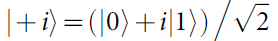 |+i⟩ = (|0⟩ + i|1⟩)/√2